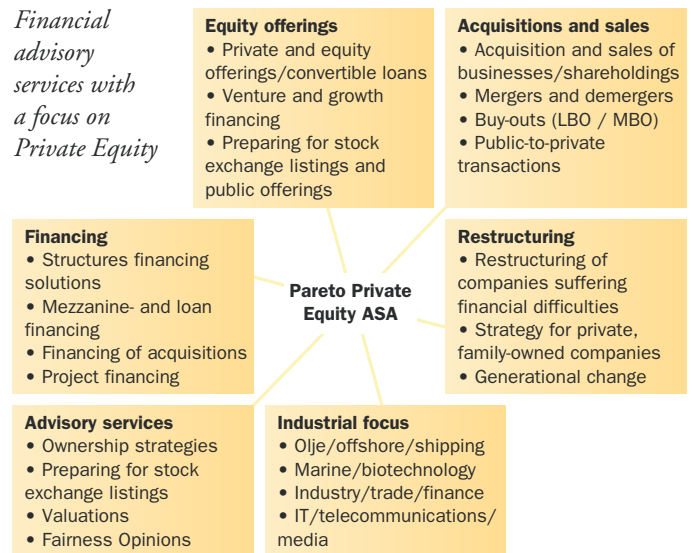 Financial
advisory
services with
a focus on
Private Equity
Equity offerings
• Private and equity
offerings/convertible loans
• Venture and growth
financing
• Preparing for stock
exchange listings and
public offerings
Acquisitions and sales
• Acquisition and sales of
businesses/shareholdings
• Mergers and demergers
• Buy-outs (LBO / MBO)
• Public-to-private
transactions
Financing
• Structures financing
solutions
• Mezzanine- and loan
financing
• Financing of acquisitions
• Project financing
Pareto Private
Equity ASA
Restructuring
• Restructuring of
companies suffering
financial difficulties
• Strategy for private,
family-owned companies
• Generational change
Advisory services
• Ownership strategies
• Preparing for stock
exchange listings
• Valuations
• Fairness Opinions
Industrial focus
• Olje/offshore/shipping
• Marine/biotechnology
• Industry/trade/finance
• IT/telecommunications/
media